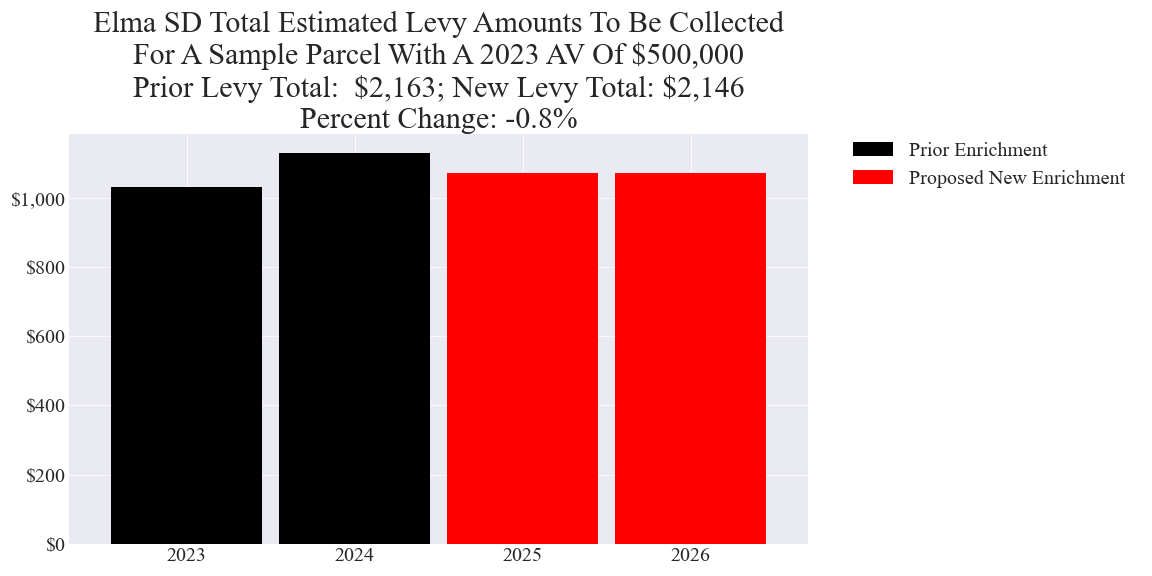 Elma SD Total Estimated Levy Amounts To Be Collected
For A Sample Parcel With A 2023 AV Of $500,000
Prior Levy Total:  $2,163; New Levy Total: $2,146
Percent Change: -0.8%
Prior Enrichment
Proposed New Enrichment
$1,000
$800
$600
$400
$200
$0
2023 2024 2025 2026